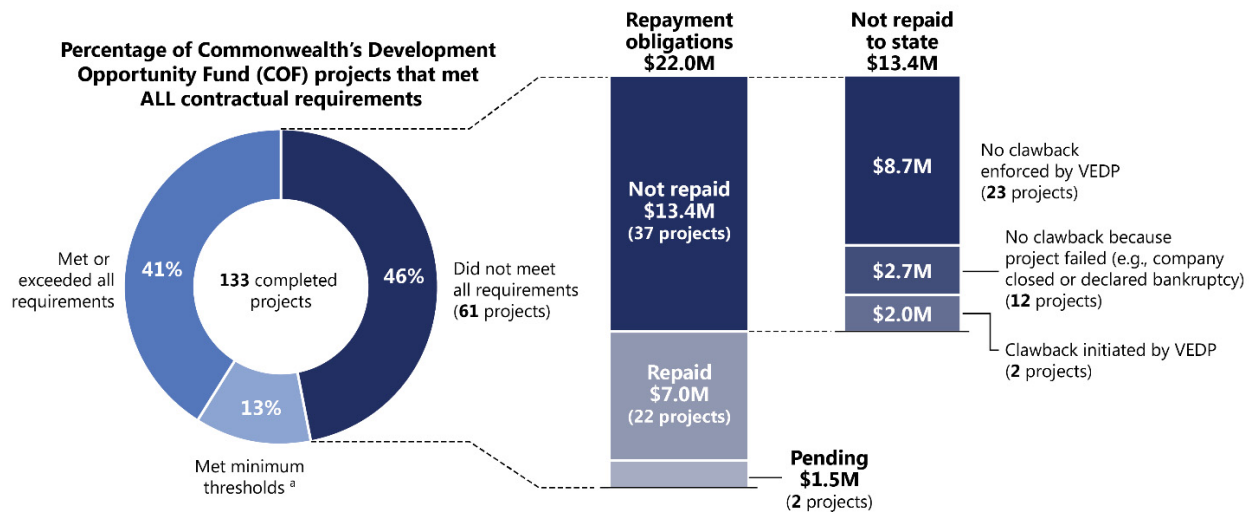 Percentage of Commonwealth's Development
Opportunity Fund (COF) projects that met
ALL contractual requirements
Met or
exceeded all
requirements
41%
133 completed
projects
46%
Did not meet
all requirements
(61 projects)
13%
Met minimum
thresholds a
Repayment
obligations
$22.0M
Not repaid
$13.4M
(37 projects)
Repaid
$7.0M
(22 projects)
Pending
$1.5M
(2 projects)
Not repaid
to state
$13.4M
$8.7M
No clawback
enforced by VEDP
(23 projects)
$2.7M
No clawback because
project failed (e.g., company
closed or declared bankruptcy)
(12 projects)
$2.0M
Clawback initiated by VEDP
(2 projects)